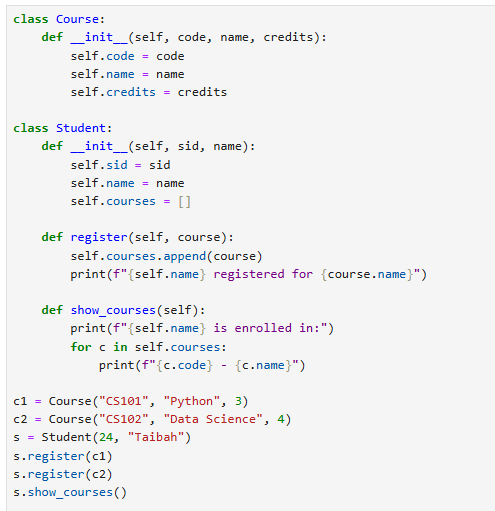 class Course:
    def __init__(self, code, name, credits):
        self.code = code
        self.name = name
        self.credits = credits

class Student:
    def __init__(self, sid, name):
        self.sid = sid
        self.name = name
        self.courses = []

    def register(self, course):
        self.courses.append(course)
        print(f"{self.name} registered for {course.name}")

    def show_courses(self):
        print(f"{self.name} is enrolled in:")
        for c in self.courses:
            print(f"{c.code} - {c.name}")

c1 = Course("CS101", "Python", 3)
c2 = Course("CS102", "Data Science", 4)
s = Student(24, "Taibah")
s.register(c1)
s.register(c2)
s.show_courses()